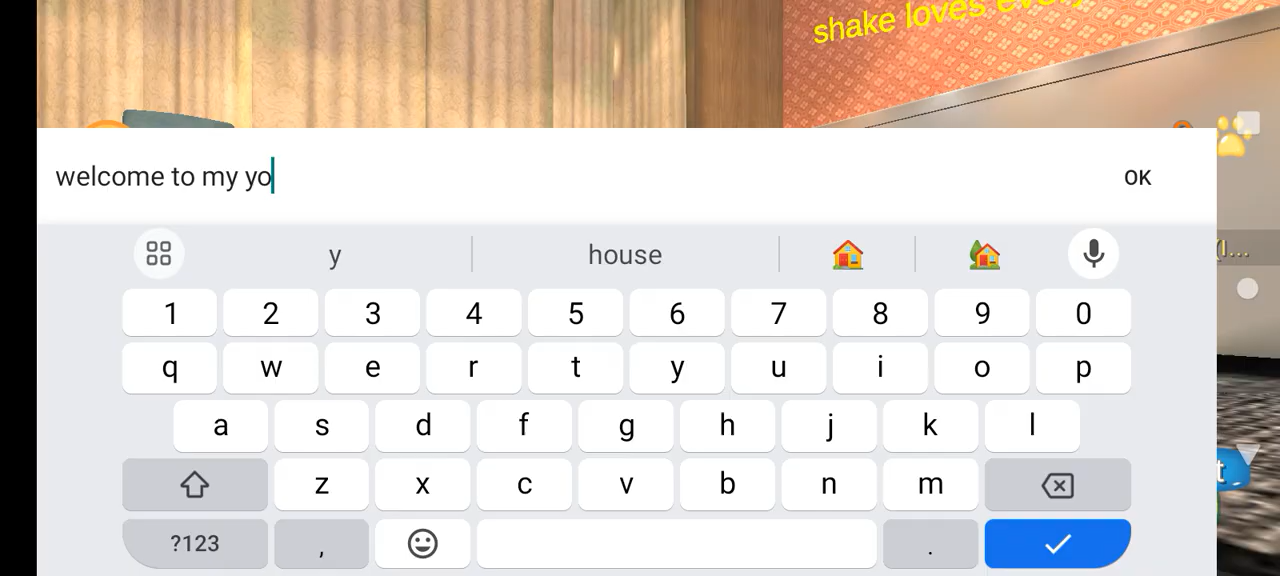 shake loves
welcome to my yo
OK
y house
1 2 3 4 5 6 7 8 9 0
q w e r t y u i o p
a s d f g h j k l
z x c v b n m
?123 , .